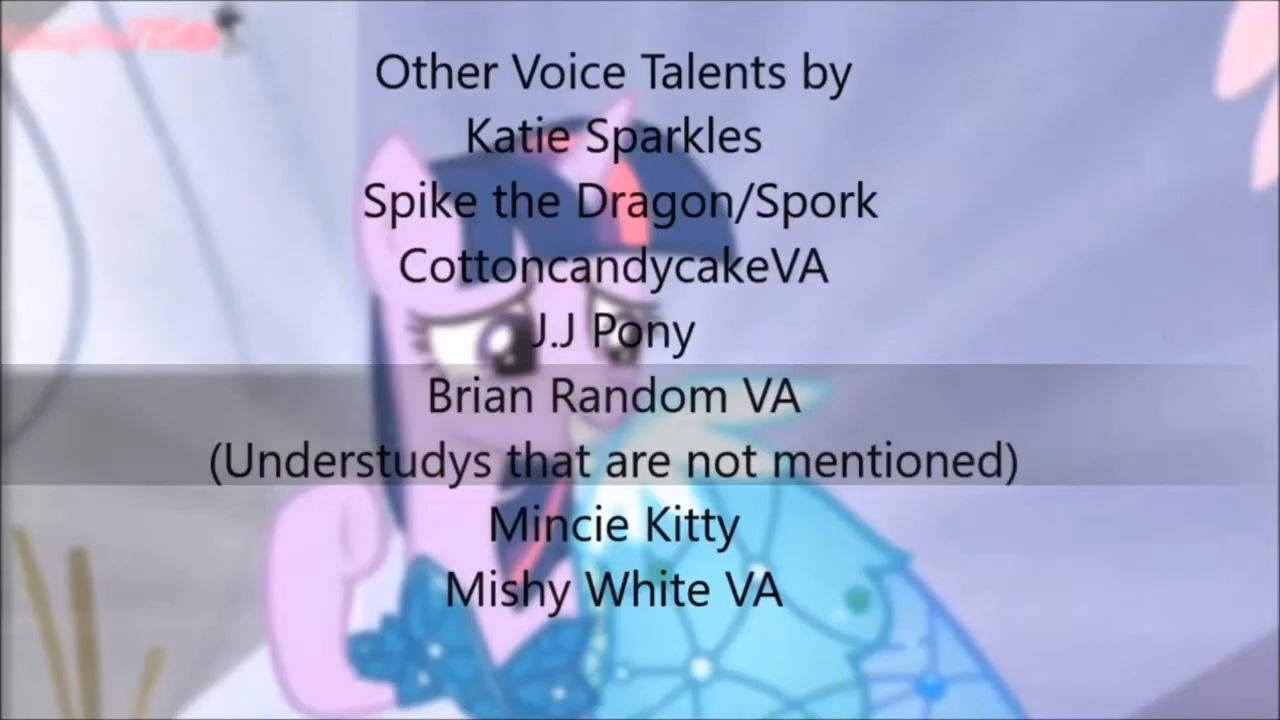 Other Voice Talents by
Katie Sparkles
Spike the Dragon/Spork
CottoncandycakeVA
J.J Pony
Brian Random VA
(Understudys that are not mentioned)
Mincie Kitty
Mishy White VA